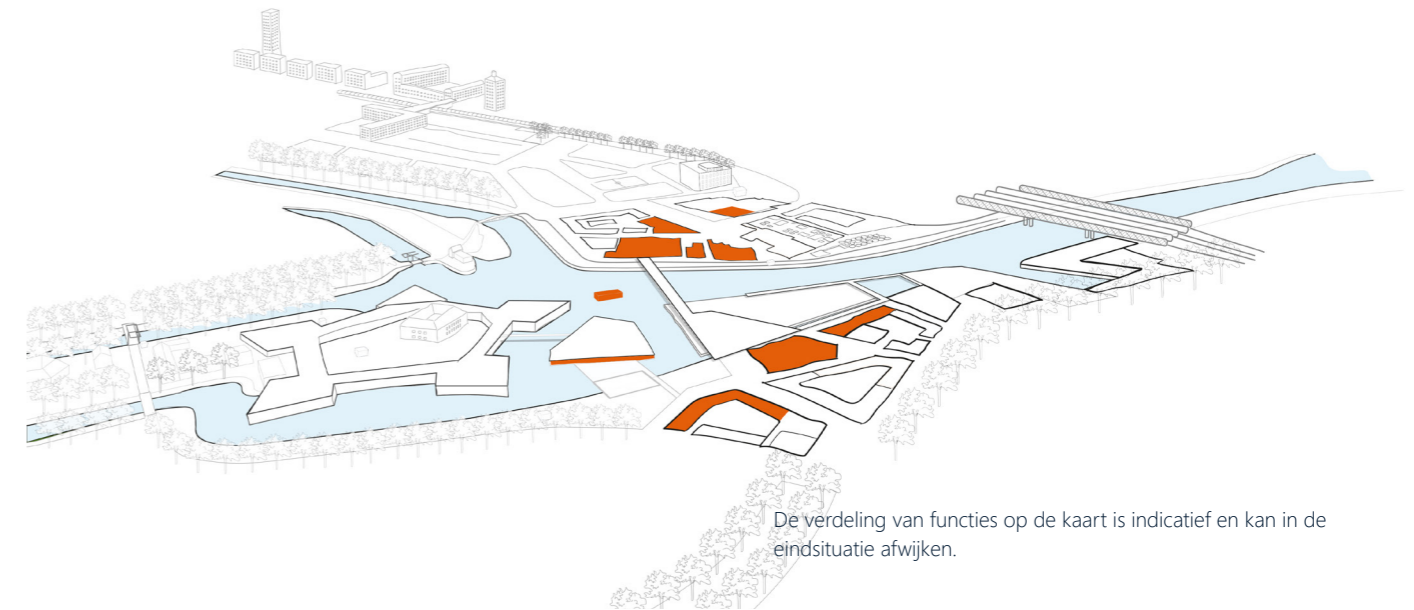 De verdeling van functies op de kaart is indicatief en kan in de
eindsituatie afwijken.